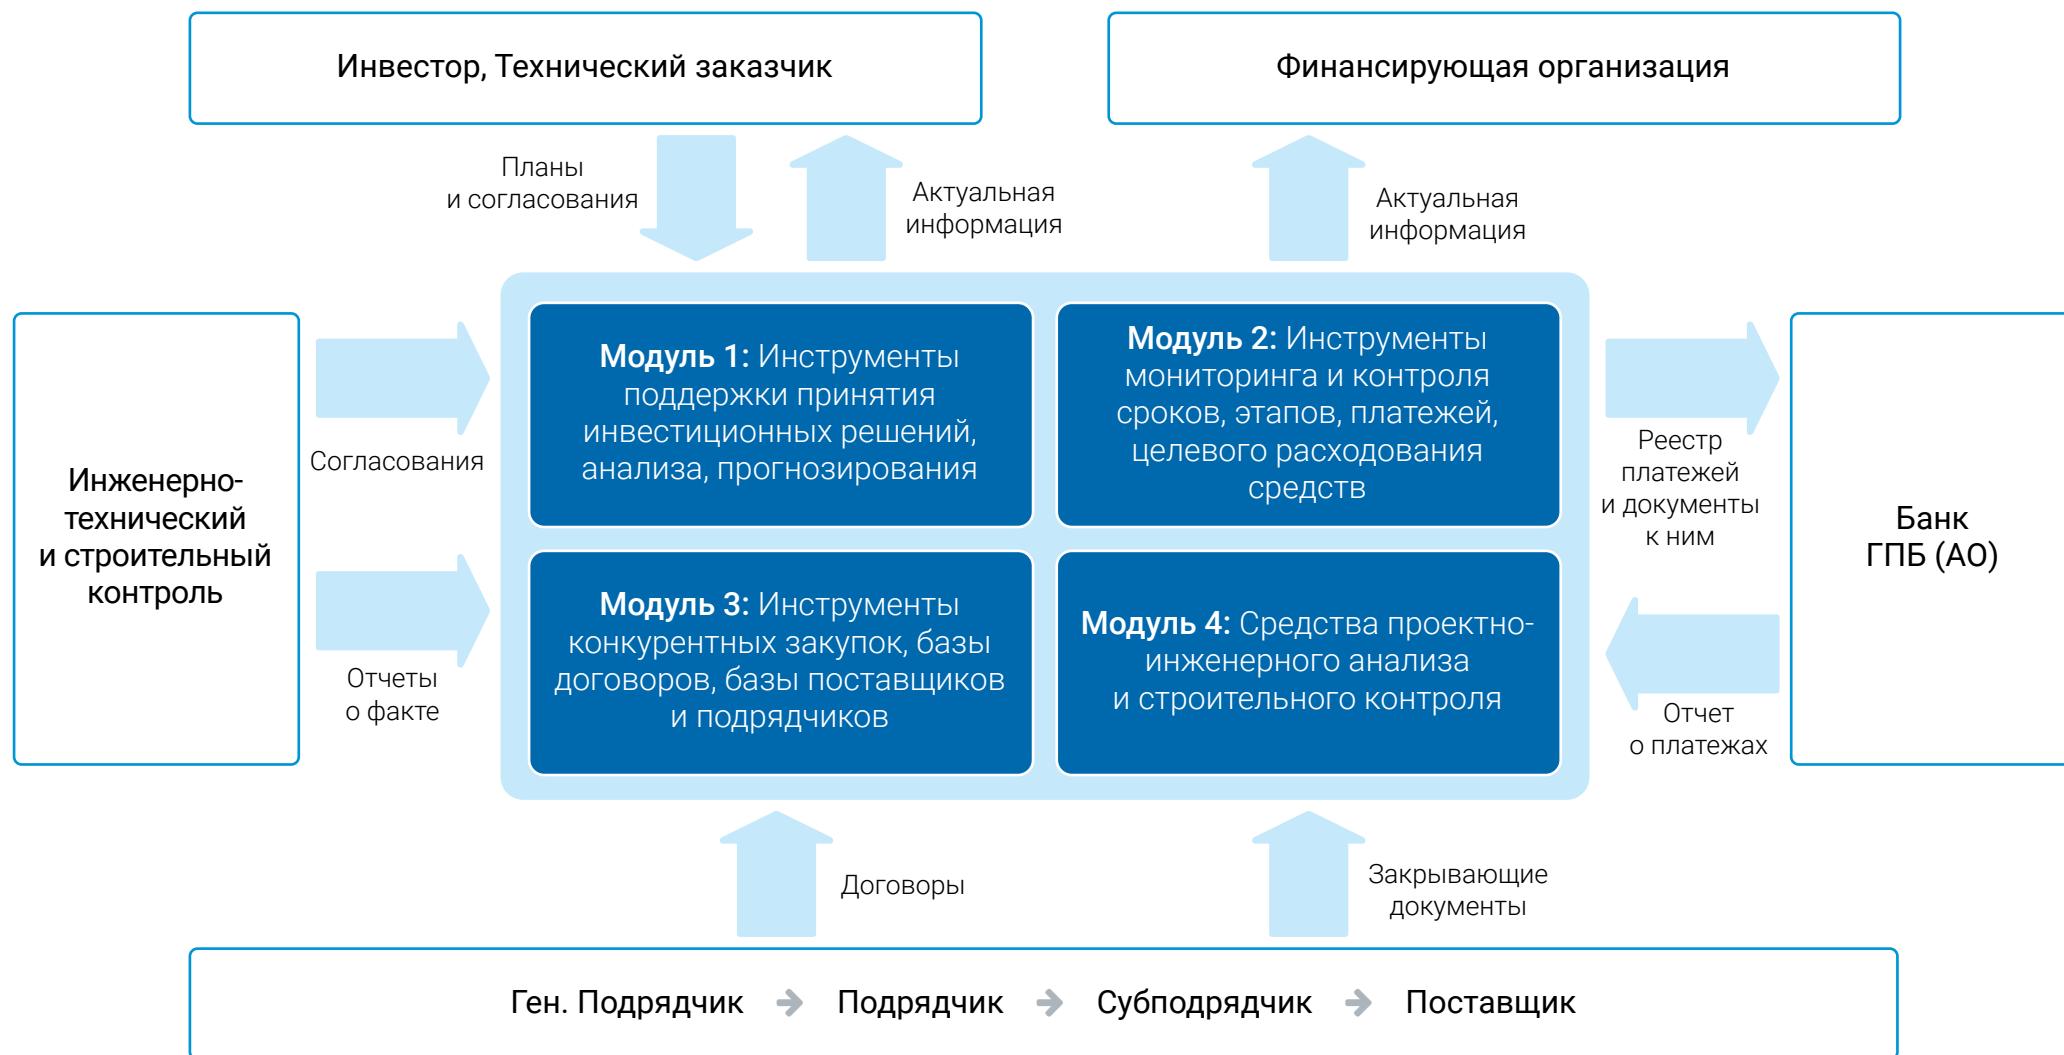 Инвестор, Технический заказчик
Финансирующая организация
Планы
и согласования
Актуальная
информация
Актуальная
информация
Инженерно-
технический
и строительный
контроль
Согласования
Отчеты
о факте
Модуль 1: Инструменты
поддержки принятия
инвестиционных решений,
анализа, прогнозирования
Модуль 2: Инструменты
мониторинга и контроля
сроков, этапов, платежей,
целевого расходования
средств
Модуль 3: Инструменты
конкурентных закупок, базы
договоров, базы поставщиков
и подрядчиков
Модуль 4: Средства проектно-
инженерного анализа
и строительного контроля
Реестр
платежей
и документы
к ним
Отчет
о платежах
Банк
ГПБ (АО)
Договоры
Закрывающие
документы
Ген. Подрядчик → Подрядчик → Субподрядчик → Поставщик